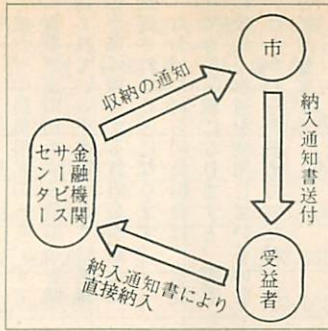 市
収納の通知
納入通知書送付
金融機関
サービス
センター
受益者
納入通知書により
直接納入